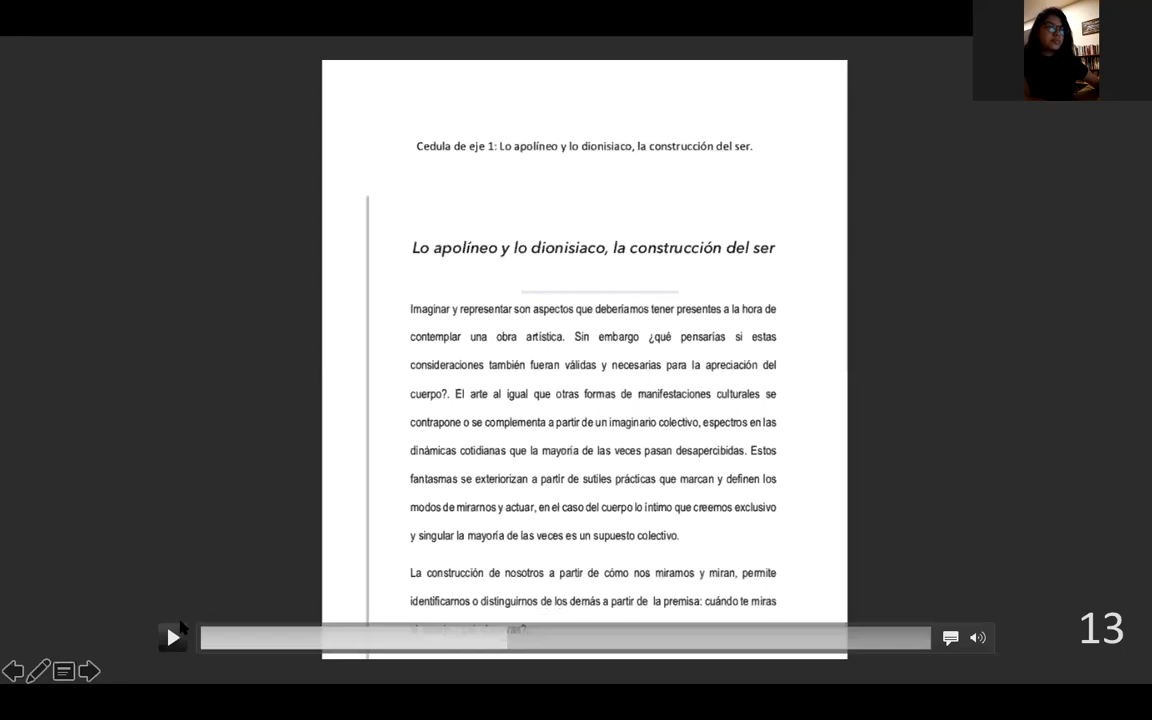 Cedula de eje 1: Lo apolíneo y lo dionisiaco, la construcción del ser.
Lo apolíneo y lo dionisiaco, la construcción del ser
Imaginar y representar son aspectos que deberíamos tener presentes a la hora de
contemplar una obra artística. Sin embargo ¿qué pensarías si estas
consideraciones también fueran válidas y necesarias para la apreciación del
cuerpo?. El arte al igual que otras formas de manifestaciones culturales se
contrapone o se complementa a partir de un imaginario colectivo, espectros en las
dinámicas cotidianas que la mayoría de las veces pasan desapercibidas. Estos
fantasmas se exteriorizan a partir de sutiles prácticas que marcan y definen los
modos de mirarnos y actuar, en el caso del cuerpo lo íntimo que creemos exclusivo
y singular la mayoría de las veces es un supuesto colectivo.
La construcción de nosotros a partir de cómo nos miramos y miran, permite
identificarnos o distinguirnos de los demás a partir de la premisa: cuándo te miras
13